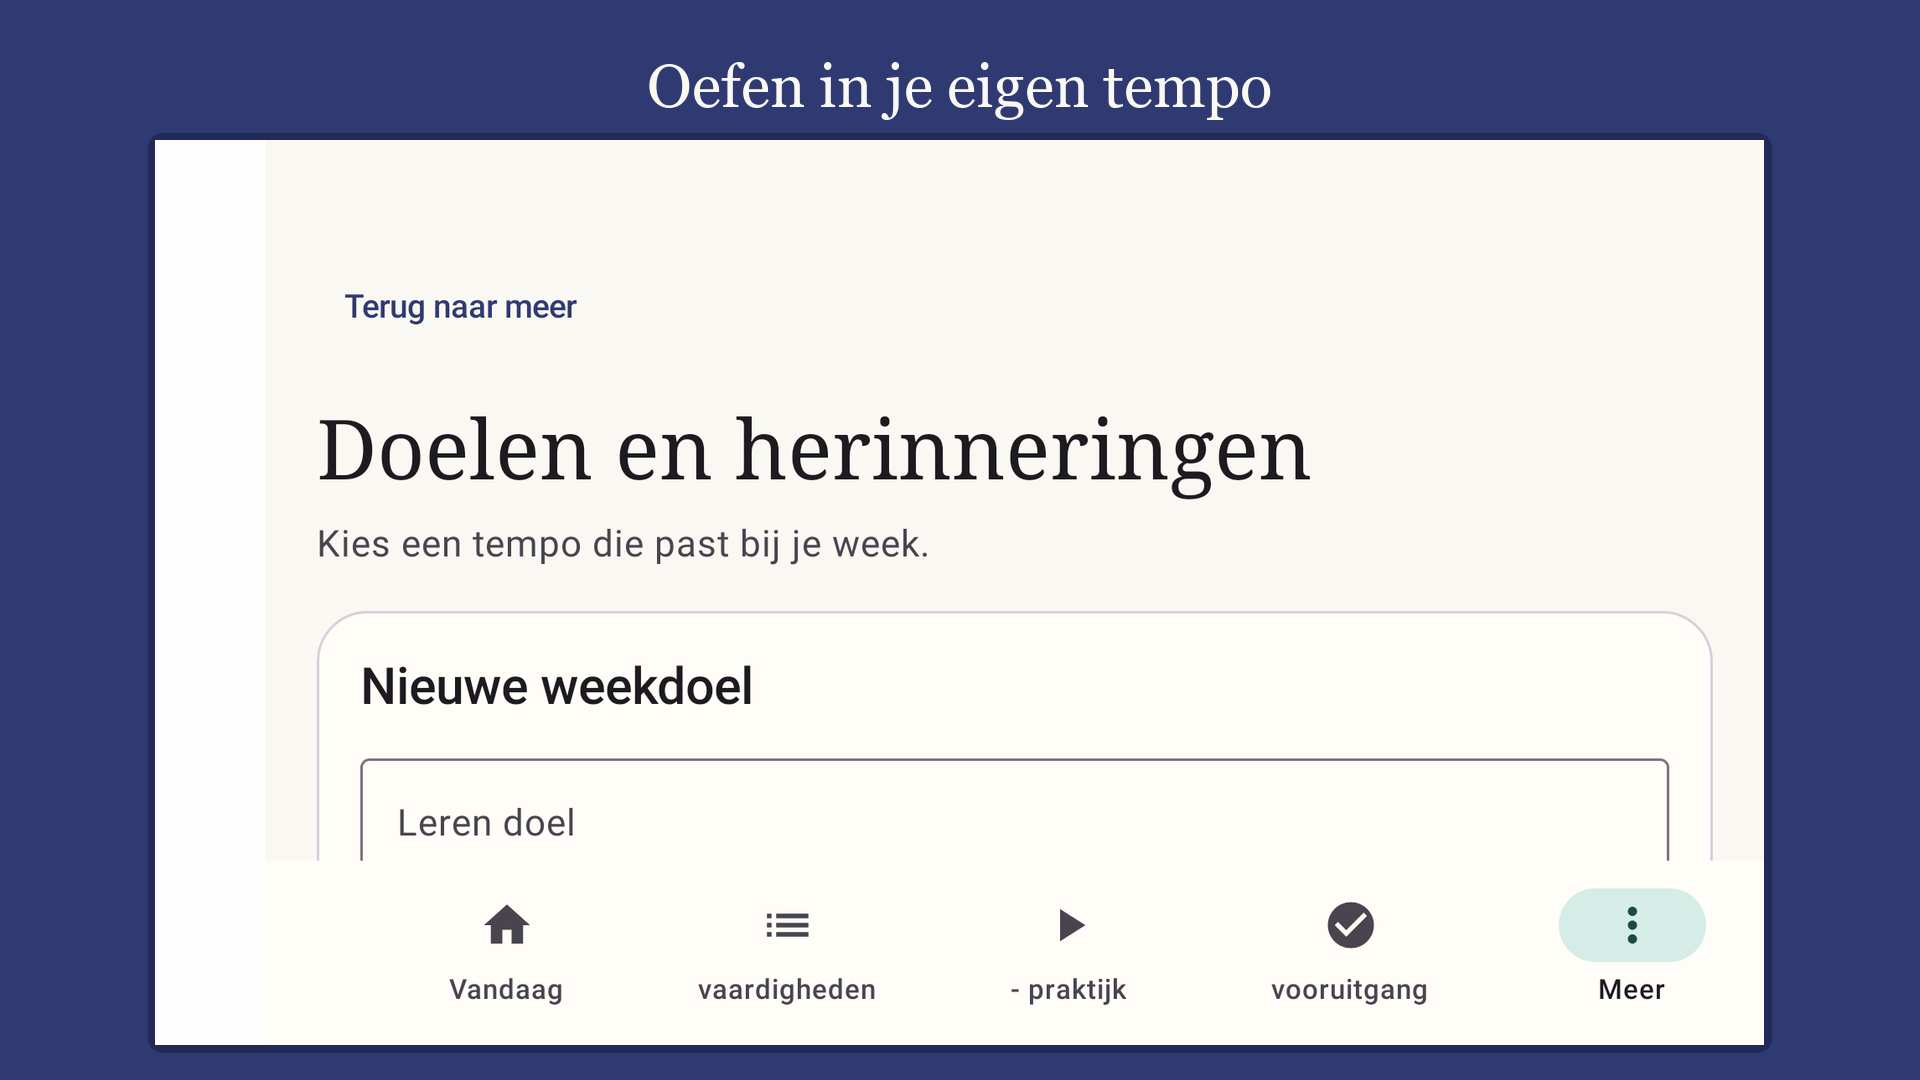 Oefen in je eigen tempo
Terug naar meer
Doelen en herinneringen
Kies een tempo die past bij je week.
Nieuwe weekdoel
Leren doel
Vandaag
vaardigheden
- praktijk
vooruitgang
Meer